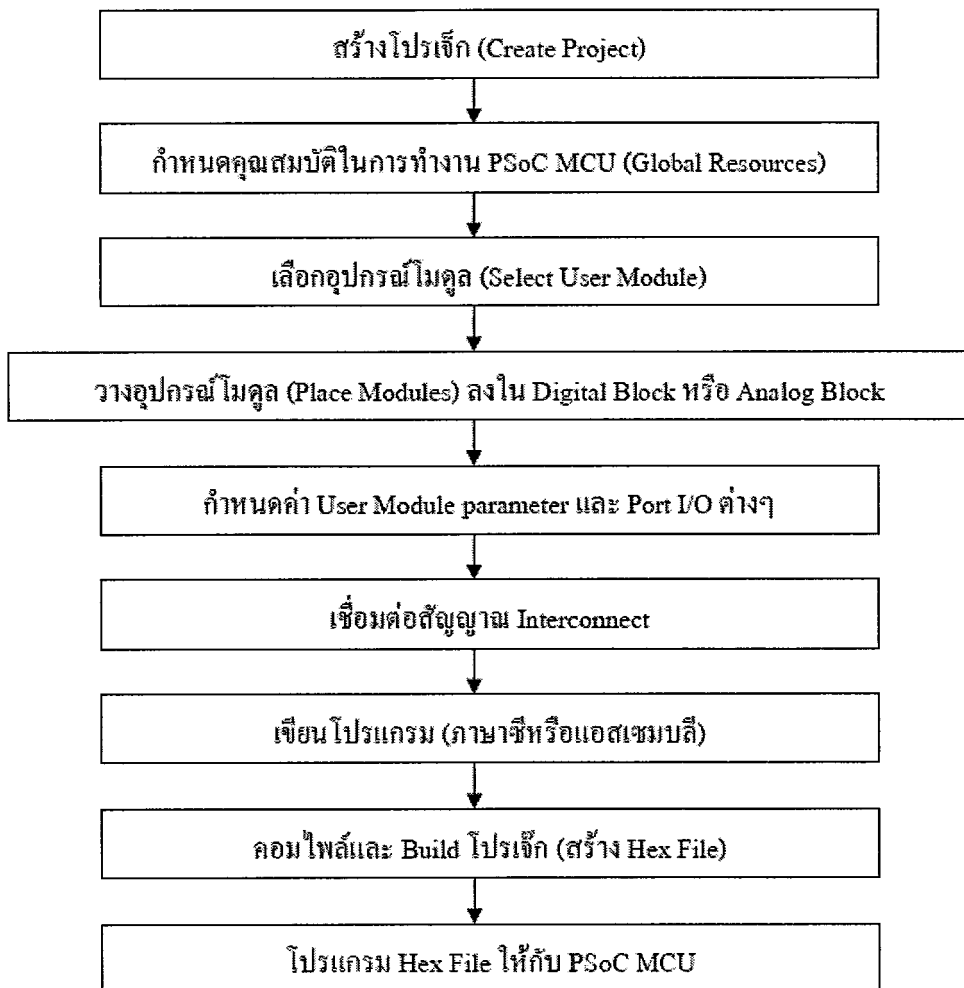 สร้างโปรเจ็ก (Create Project)
กำหนดคุณสมบัติในการทำงาน PSoC MCU (Global Resources)
เลือกอุปกรณ์โมดูล (Select User Module)
วางอุปกรณ์โมดูล (Place Modules) ลงใน Digital Block หรือ Analog Block
กำหนดค่า User Module parameter และ Port I/O ต่างๆ
เชื่อมต่อสัญญาณ Interconnect
เขียนโปรแกรม (ภาษาซีหรือแอสเซมบลี)
คอมไพล์และ Build โปรเจ็ก (สร้าง Hex File)
โปรแกรม Hex File ให้กับ PSoC MCU